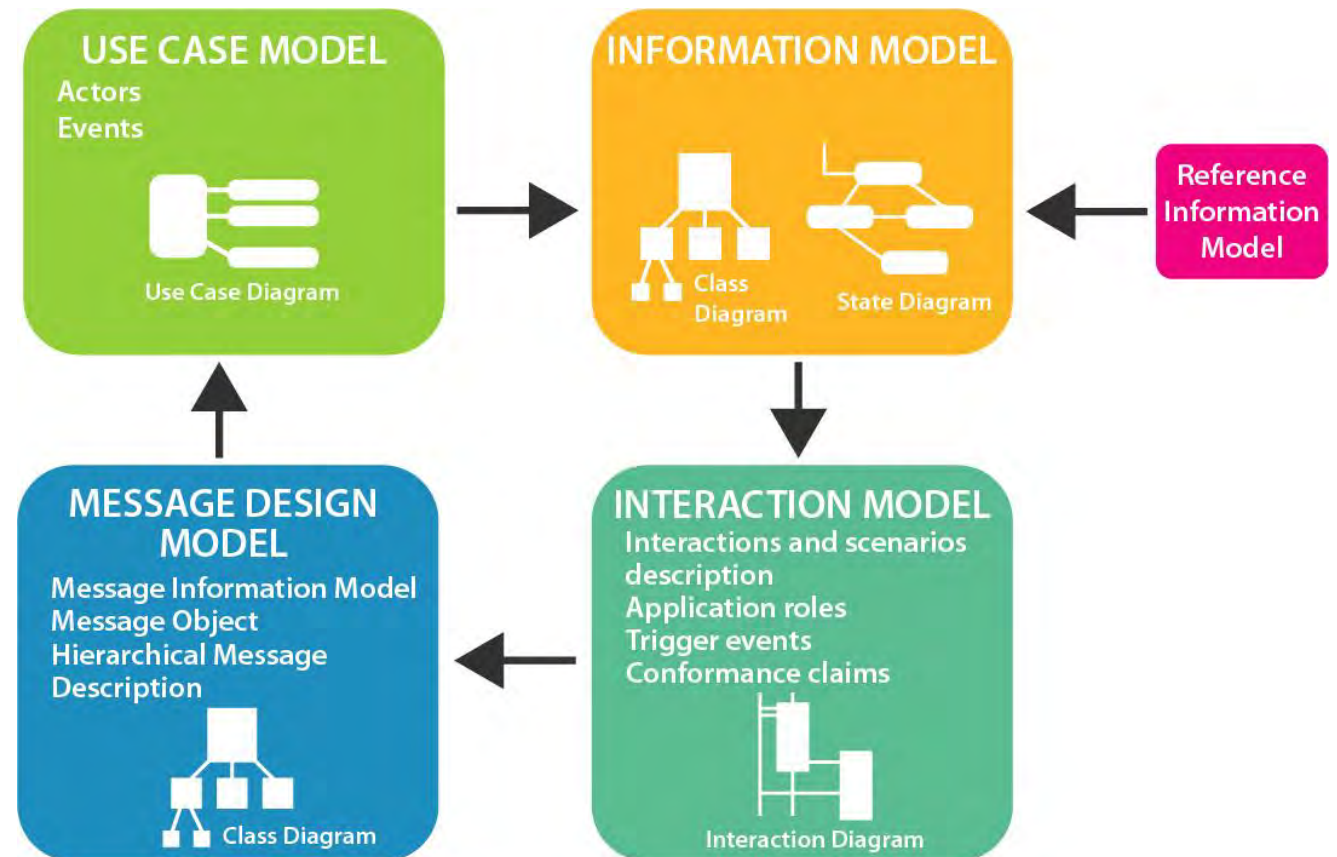 USE CASE MODEL
Actors
Events
Use Case Diagram
INFORMATION MODEL
Class
Diagram
State Diagram
Reference
Information
Model
MESSAGE DESIGN
MODEL
Message Information Model
Message Object
Hierarchical Message
Description
Class Diagram
INTERACTION MODEL
Interactions and scenarios
description
Application roles
Trigger events
Conformance claims
Interaction Diagram